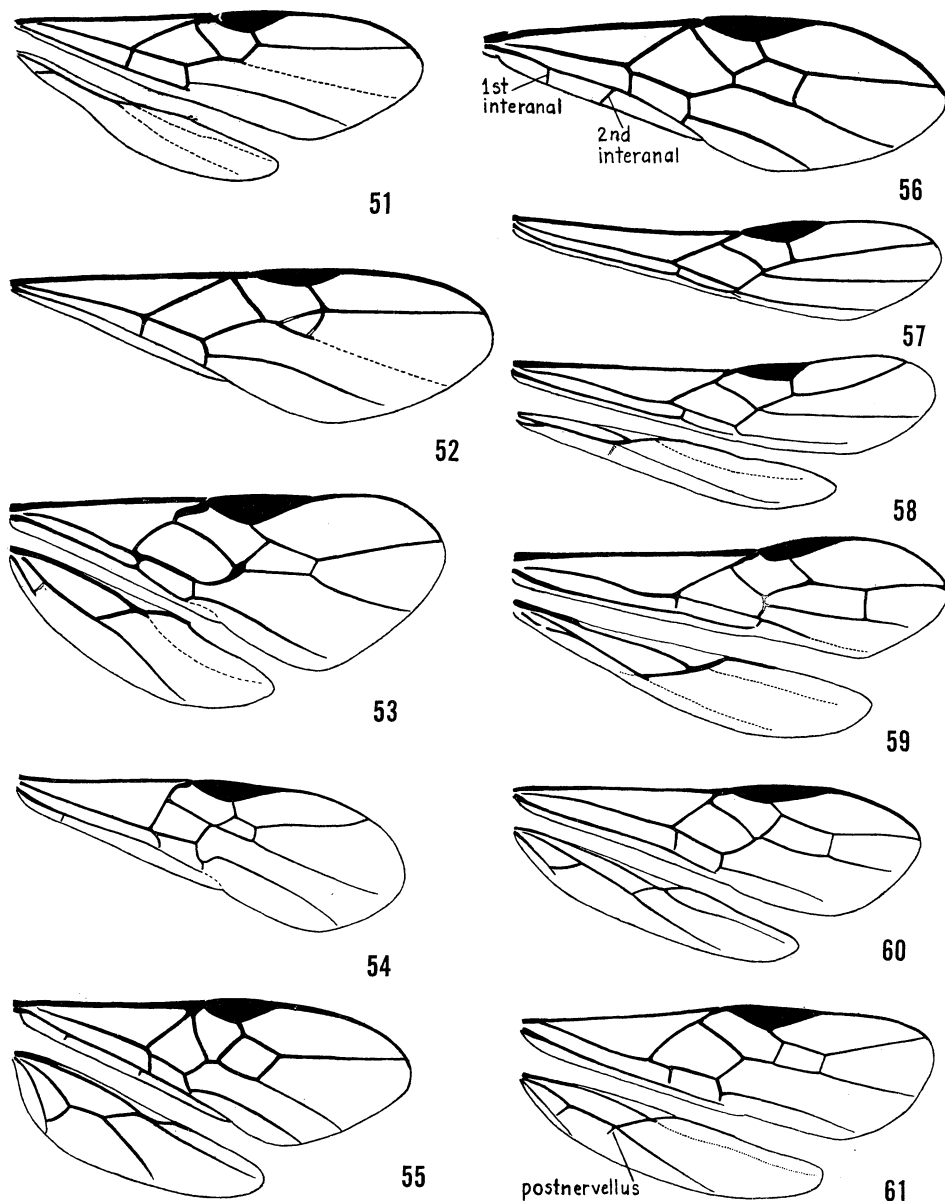 51
1st
interanal
2nd
interanal
56
52
57
58
53
59
54
60
55
postnervellus
61